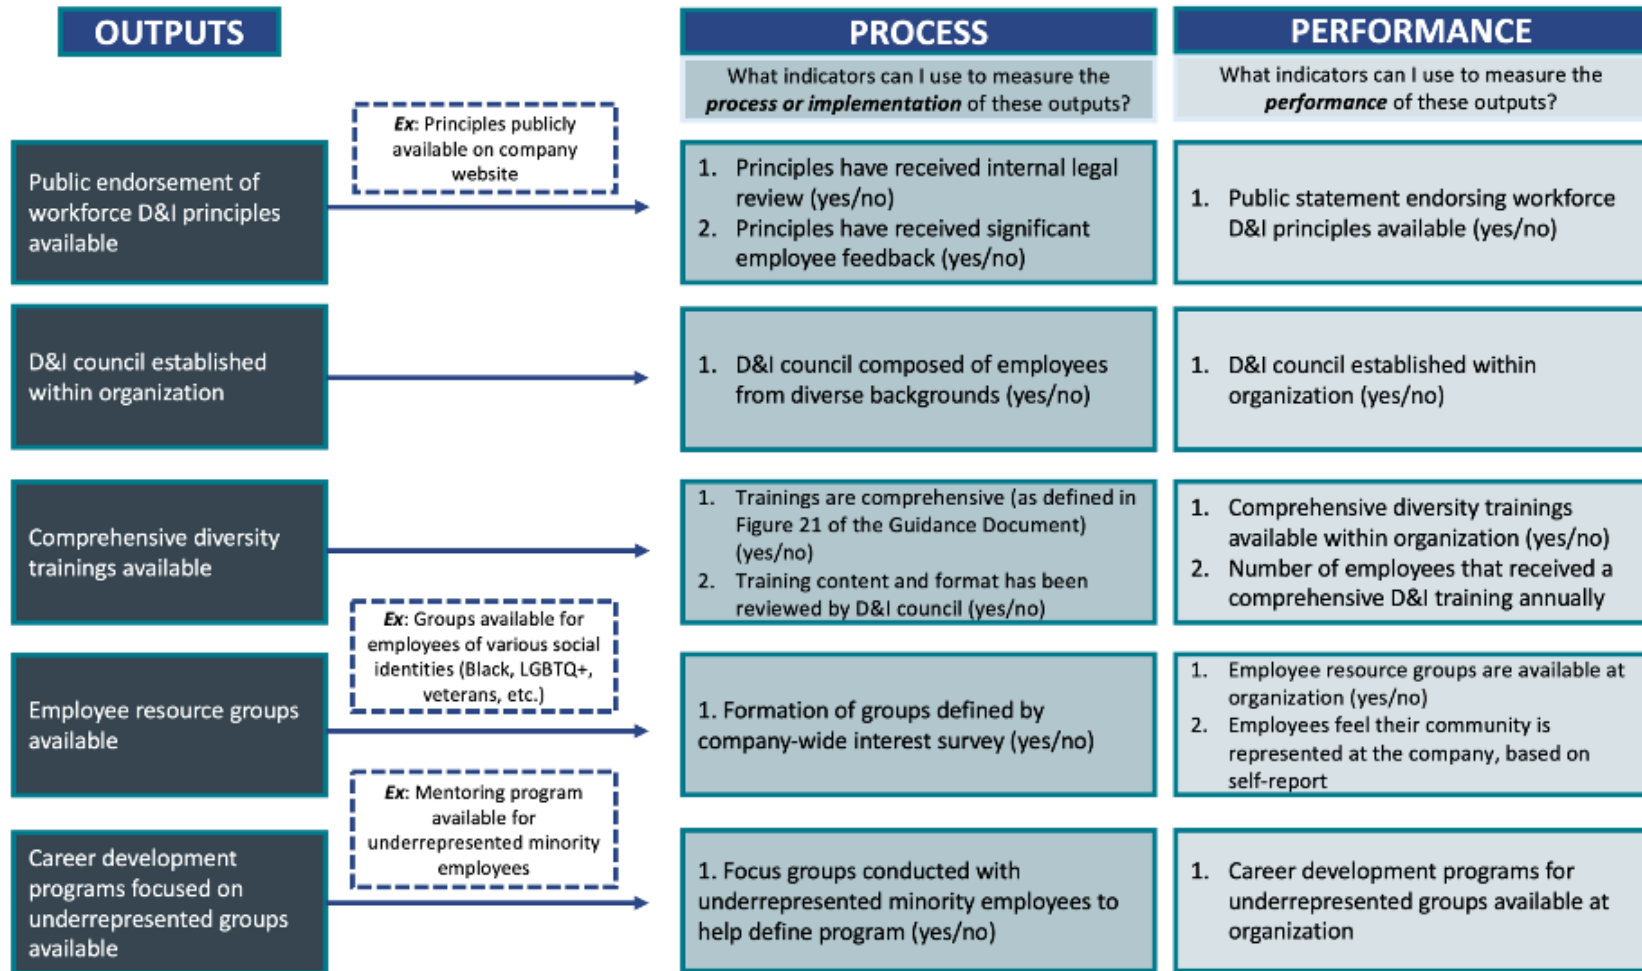 OUTPUTS
PROCESS
PERFORMANCE
What indicators can I use to measure the
process or implementation of these outputs?
What indicators can I use to measure the
performance of these outputs?
Public endorsement of
workforce D&I principles
available
Ex: Principles publicly
available on company
website
1. Principles have received internal legal
review (yes/no)
2. Principles have received significant
employee feedback (yes/no)
1. Public statement endorsing workforce
D&I principles available (yes/no)
D&I council established
within organization
1. D&I council composed of employees
from diverse backgrounds (yes/no)
1. D&I council established within
organization (yes/no)
Comprehensive diversity
trainings available
1. Trainings are comprehensive (as defined in
Figure 21 of the Guidance Document)
(yes/no)
2. Training content and format has been
reviewed by D&I council (yes/no)
1. Comprehensive diversity trainings
available within organization (yes/no)
2. Number of employees that received a
comprehensive D&I training annually
Employee resource groups
available
Ex: Groups available for
employees of various social
identities (Black, LGBTQ+,
veterans, etc.)
1. Formation of groups defined by
company-wide interest survey (yes/no)
1. Employee resource groups are available at
organization (yes/no)
2. Employees feel their community is
represented at the company, based on
self-report
Career development
programs focused on
underrepresented groups
available
Ex: Mentoring program
available for
underrepresented minority
employees
1. Focus groups conducted with
underrepresented minority employees to
help define program (yes/no)
1. Career development programs for
underrepresented groups available at
organization